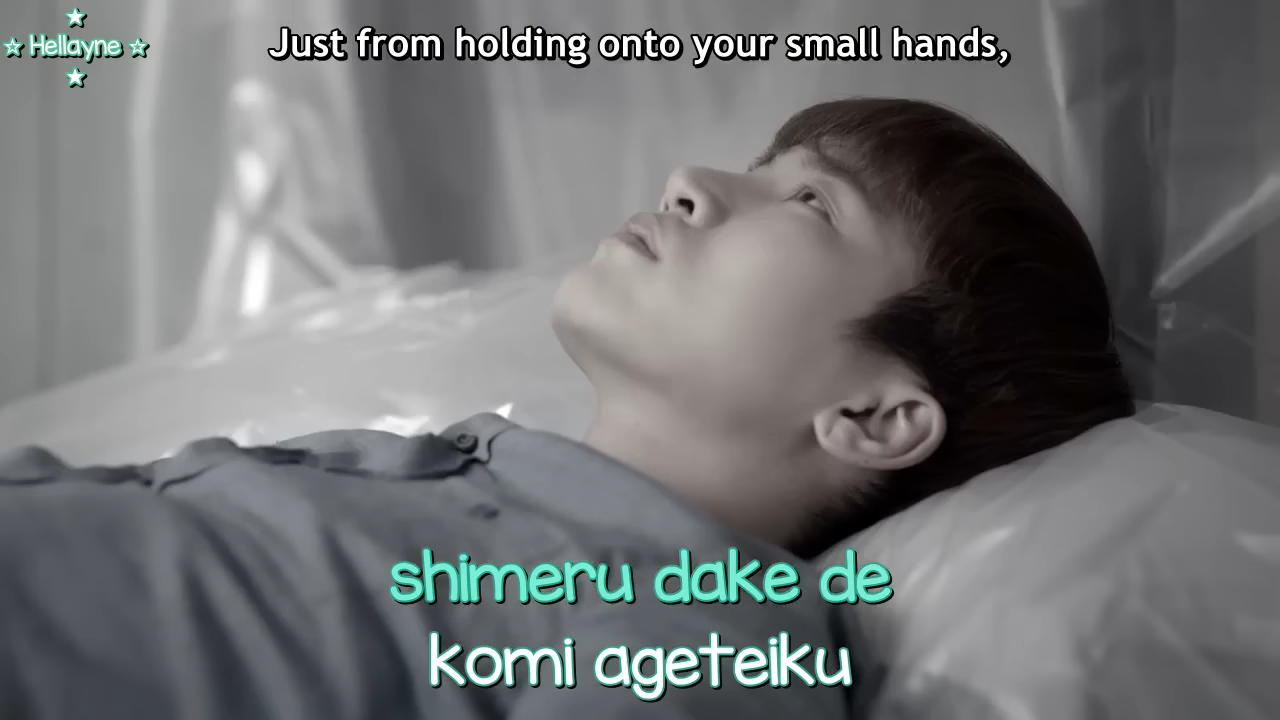 ☆ Hellayne ☆
Just from holding onto your small hands,
shimeru dake de
komi ageteiku